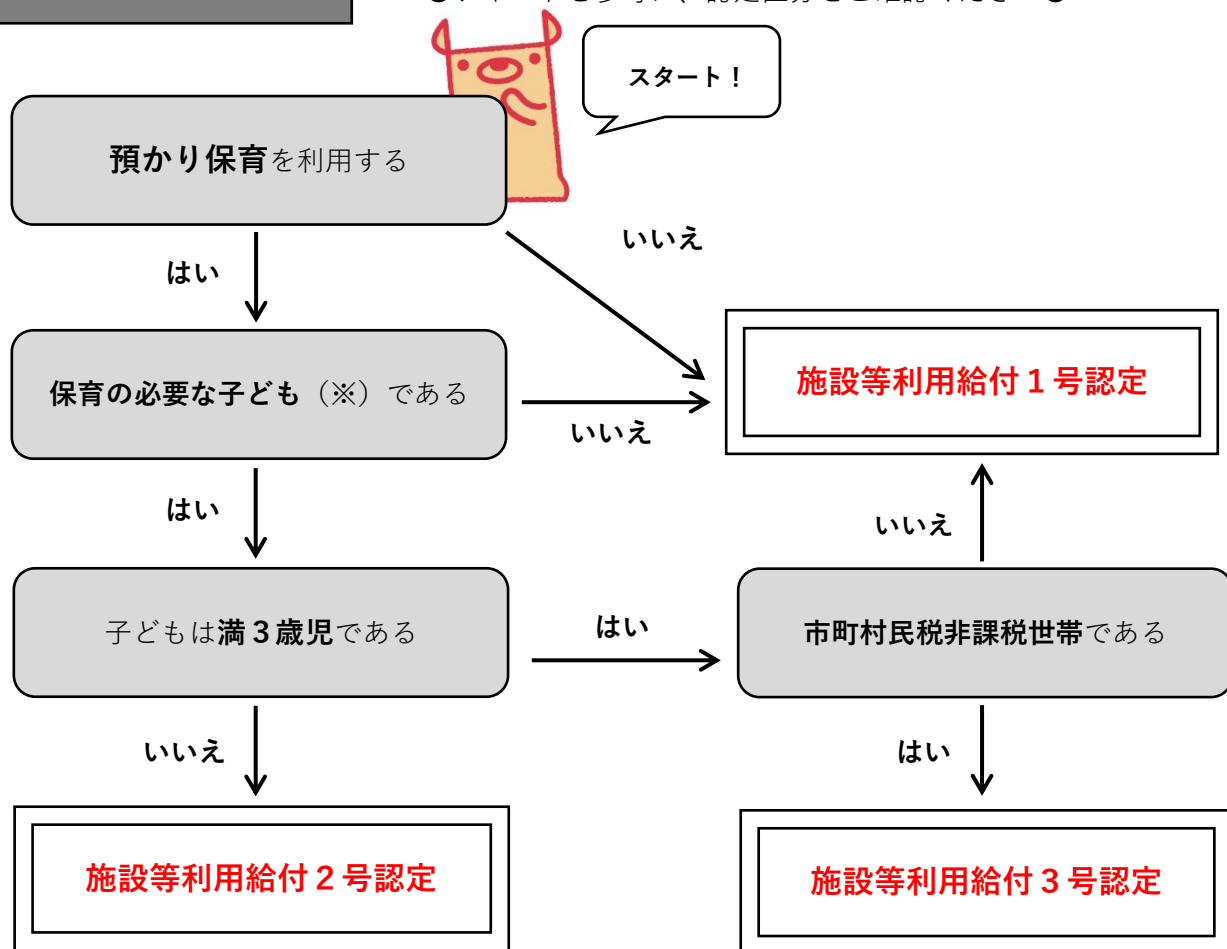 スタート！
預かり保育を利用する
いいえ
はい
保育の必要な子ども（※）である
いいえ
施設等利用給付１号認定
はい
いいえ
子どもは満３歳児である
はい
市町村民税非課税世帯である
いいえ
はい
施設等利用給付２号認定
施設等利用給付３号認定